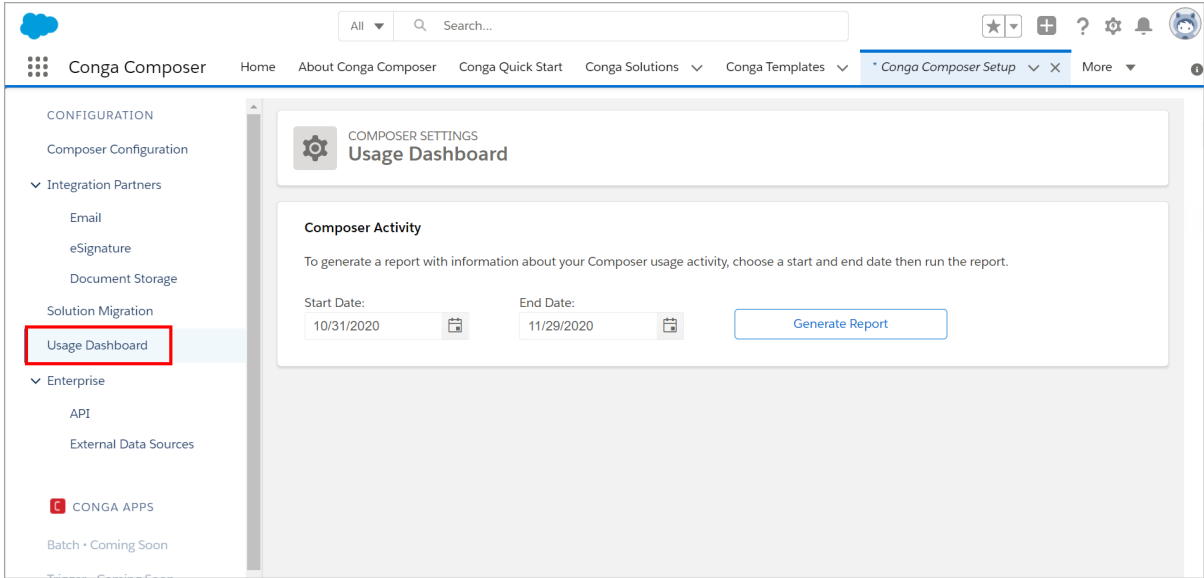 All
Search...
Conga Composer
Home
About Conga Composer
Conga Quick Start
Conga Solutions
Conga Templates
* Conga Composer Setup
More
CONFIGURATION
Composer Configuration
Integration Partners
Email
eSignature
Document Storage
Solution Migration
Usage Dashboard
Enterprise
API
External Data Sources
C CONGA APPS
Batch • Coming Soon
COMPOSER SETTINGS
Usage Dashboard
Composer Activity
To generate a report with information about your Composer usage activity, choose a start and end date then run the report.
Start Date:
End Date:
10/31/2020
11/29/2020
Generate Report